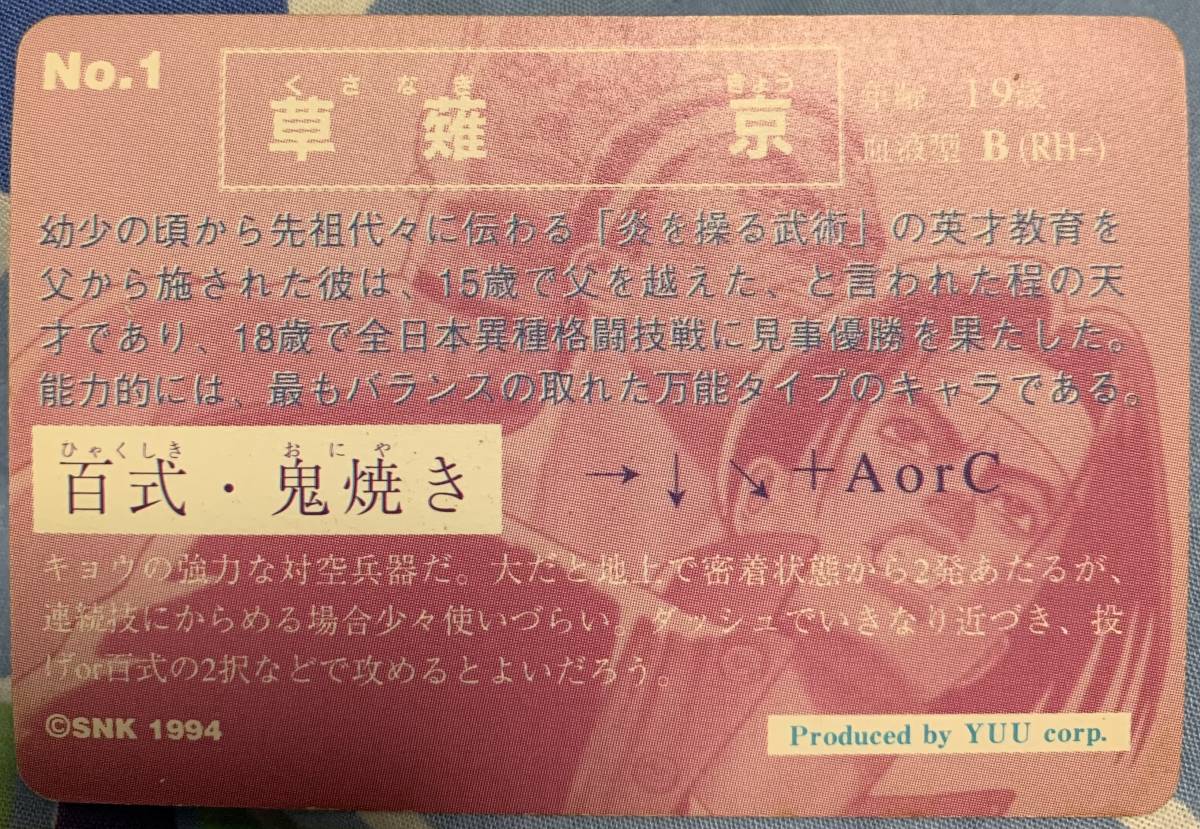 No.1
くさなぎ きょう
草薙 京
年齢 19歳
血液型 B (RH-)
幼少の頃から先祖代々に伝わる「炎を操る武術」の英才教育を
父から施された彼は、15歳で父を越えた、と言われた程の天
才であり、18歳で全日本異種格闘技戦に見事優勝を果たした。
能力的には、最もバランスの取れた万能タイプのキャラである。
ひゃくしき おにや
百式・鬼焼き →↓↘+AorC
キョウの強力な対空兵器だ。大だと地上で密着状態から2発あたるが、
連続技にからめる場合少々使いづらい。ダッシュでいきなり近づき、投
げor百式の2択などで攻めるとよいだろう。
©SNK 1994
Produced by YUU corp.